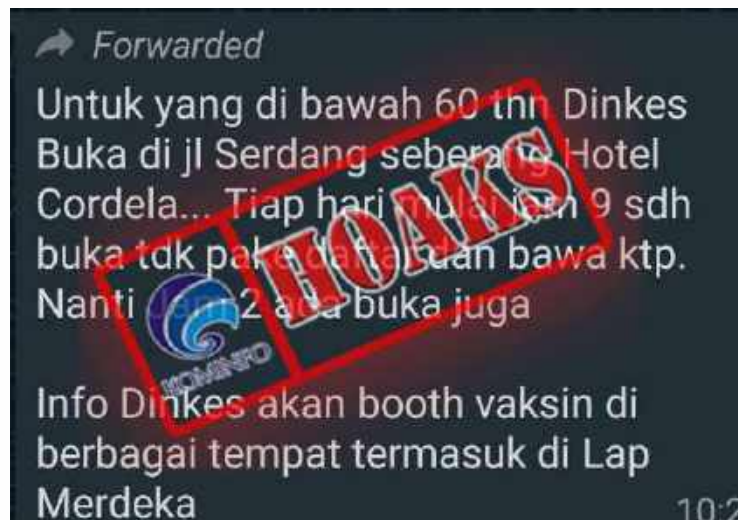 Forwarded
Untuk yang di bawah 60 thn Dinkes
Buka di jl Serdang seberang Hotel
Cordela... Tiap hari mulai jam 9 sdh
buka tdk pake daftar dan bawa ktp.
Nanti Jam 2 ada buka juga
HOAKS
KOMINFO
Info Dinkes akan booth vaksin di
berbagai tempat termasuk di Lap
Merdeka
10:2